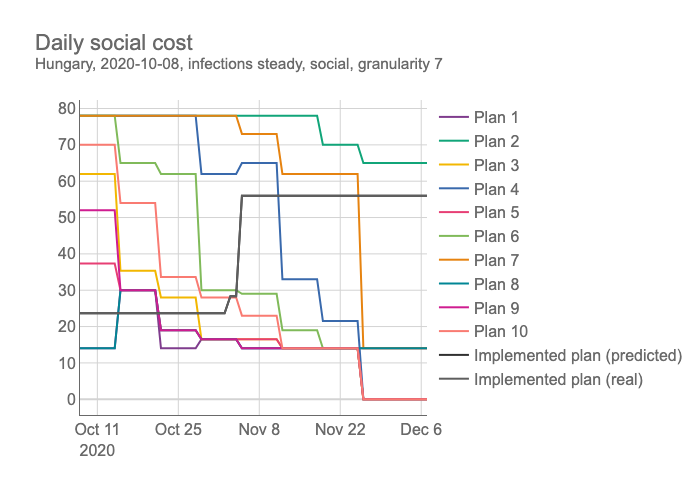 Daily social cost
Hungary, 2020-10-08, infections steady, social, granularity 7
80
70
60
50
40
30
20
10
0
Oct 11
2020
Oct 25
Nov 8
Nov 22
Dec 6
Plan 1
Plan 2
Plan 3
Plan 4
Plan 5
Plan 6
Plan 7
Plan 8
Plan 9
Plan 10
Implemented plan (predicted)
Implemented plan (real)